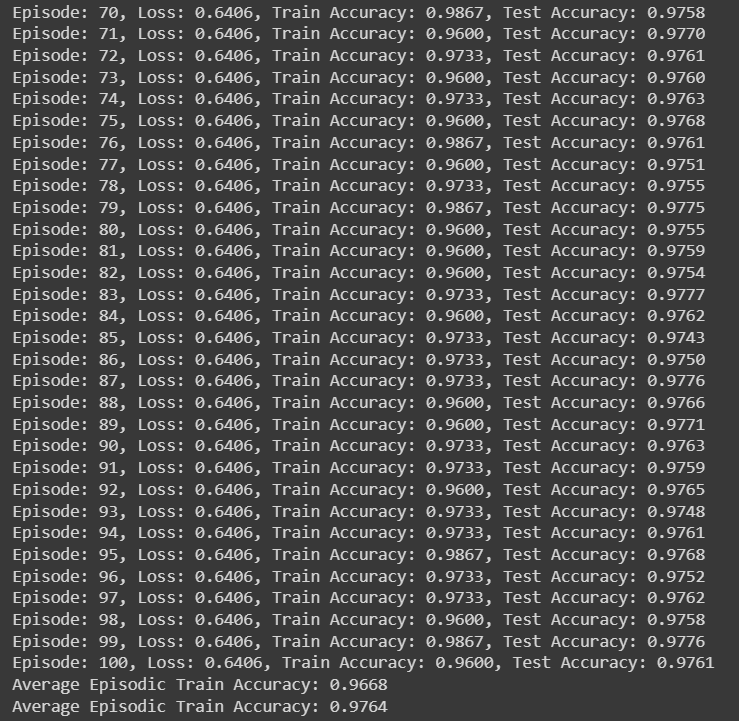 Episode: 70, Loss: 0.6406, Train Accuracy: 0.9867, Test Accuracy: 0.9758
Episode: 71, Loss: 0.6406, Train Accuracy: 0.9600, Test Accuracy: 0.9770
Episode: 72, Loss: 0.6406, Train Accuracy: 0.9733, Test Accuracy: 0.9761
Episode: 73, Loss: 0.6406, Train Accuracy: 0.9600, Test Accuracy: 0.9760
Episode: 74, Loss: 0.6406, Train Accuracy: 0.9733, Test Accuracy: 0.9763
Episode: 75, Loss: 0.6406, Train Accuracy: 0.9600, Test Accuracy: 0.9768
Episode: 76, Loss: 0.6406, Train Accuracy: 0.9867, Test Accuracy: 0.9761
Episode: 77, Loss: 0.6406, Train Accuracy: 0.9600, Test Accuracy: 0.9751
Episode: 78, Loss: 0.6406, Train Accuracy: 0.9733, Test Accuracy: 0.9755
Episode: 79, Loss: 0.6406, Train Accuracy: 0.9867, Test Accuracy: 0.9775
Episode: 80, Loss: 0.6406, Train Accuracy: 0.9600, Test Accuracy: 0.9755
Episode: 81, Loss: 0.6406, Train Accuracy: 0.9600, Test Accuracy: 0.9759
Episode: 82, Loss: 0.6406, Train Accuracy: 0.9600, Test Accuracy: 0.9754
Episode: 83, Loss: 0.6406, Train Accuracy: 0.9733, Test Accuracy: 0.9777
Episode: 84, Loss: 0.6406, Train Accuracy: 0.9600, Test Accuracy: 0.9762
Episode: 85, Loss: 0.6406, Train Accuracy: 0.9733, Test Accuracy: 0.9743
Episode: 86, Loss: 0.6406, Train Accuracy: 0.9733, Test Accuracy: 0.9750
Episode: 87, Loss: 0.6406, Train Accuracy: 0.9733, Test Accuracy: 0.9776
Episode: 88, Loss: 0.6406, Train Accuracy: 0.9600, Test Accuracy: 0.9766
Episode: 89, Loss: 0.6406, Train Accuracy: 0.9600, Test Accuracy: 0.9771
Episode: 90, Loss: 0.6406, Train Accuracy: 0.9733, Test Accuracy: 0.9763
Episode: 91, Loss: 0.6406, Train Accuracy: 0.9733, Test Accuracy: 0.9759
Episode: 92, Loss: 0.6406, Train Accuracy: 0.9600, Test Accuracy: 0.9765
Episode: 93, Loss: 0.6406, Train Accuracy: 0.9733, Test Accuracy: 0.9748
Episode: 94, Loss: 0.6406, Train Accuracy: 0.9733, Test Accuracy: 0.9761
Episode: 95, Loss: 0.6406, Train Accuracy: 0.9867, Test Accuracy: 0.9768
Episode: 96, Loss: 0.6406, Train Accuracy: 0.9733, Test Accuracy: 0.9752
Episode: 97, Loss: 0.6406, Train Accuracy: 0.9733, Test Accuracy: 0.9762
Episode: 98, Loss: 0.6406, Train Accuracy: 0.9600, Test Accuracy: 0.9758
Episode: 99, Loss: 0.6406, Train Accuracy: 0.9867, Test Accuracy: 0.9776
Episode: 100, Loss: 0.6406, Train Accuracy: 0.9600, Test Accuracy: 0.9761
Average Episodic Train Accuracy: 0.9668
Average Episodic Train Accuracy: 0.9764